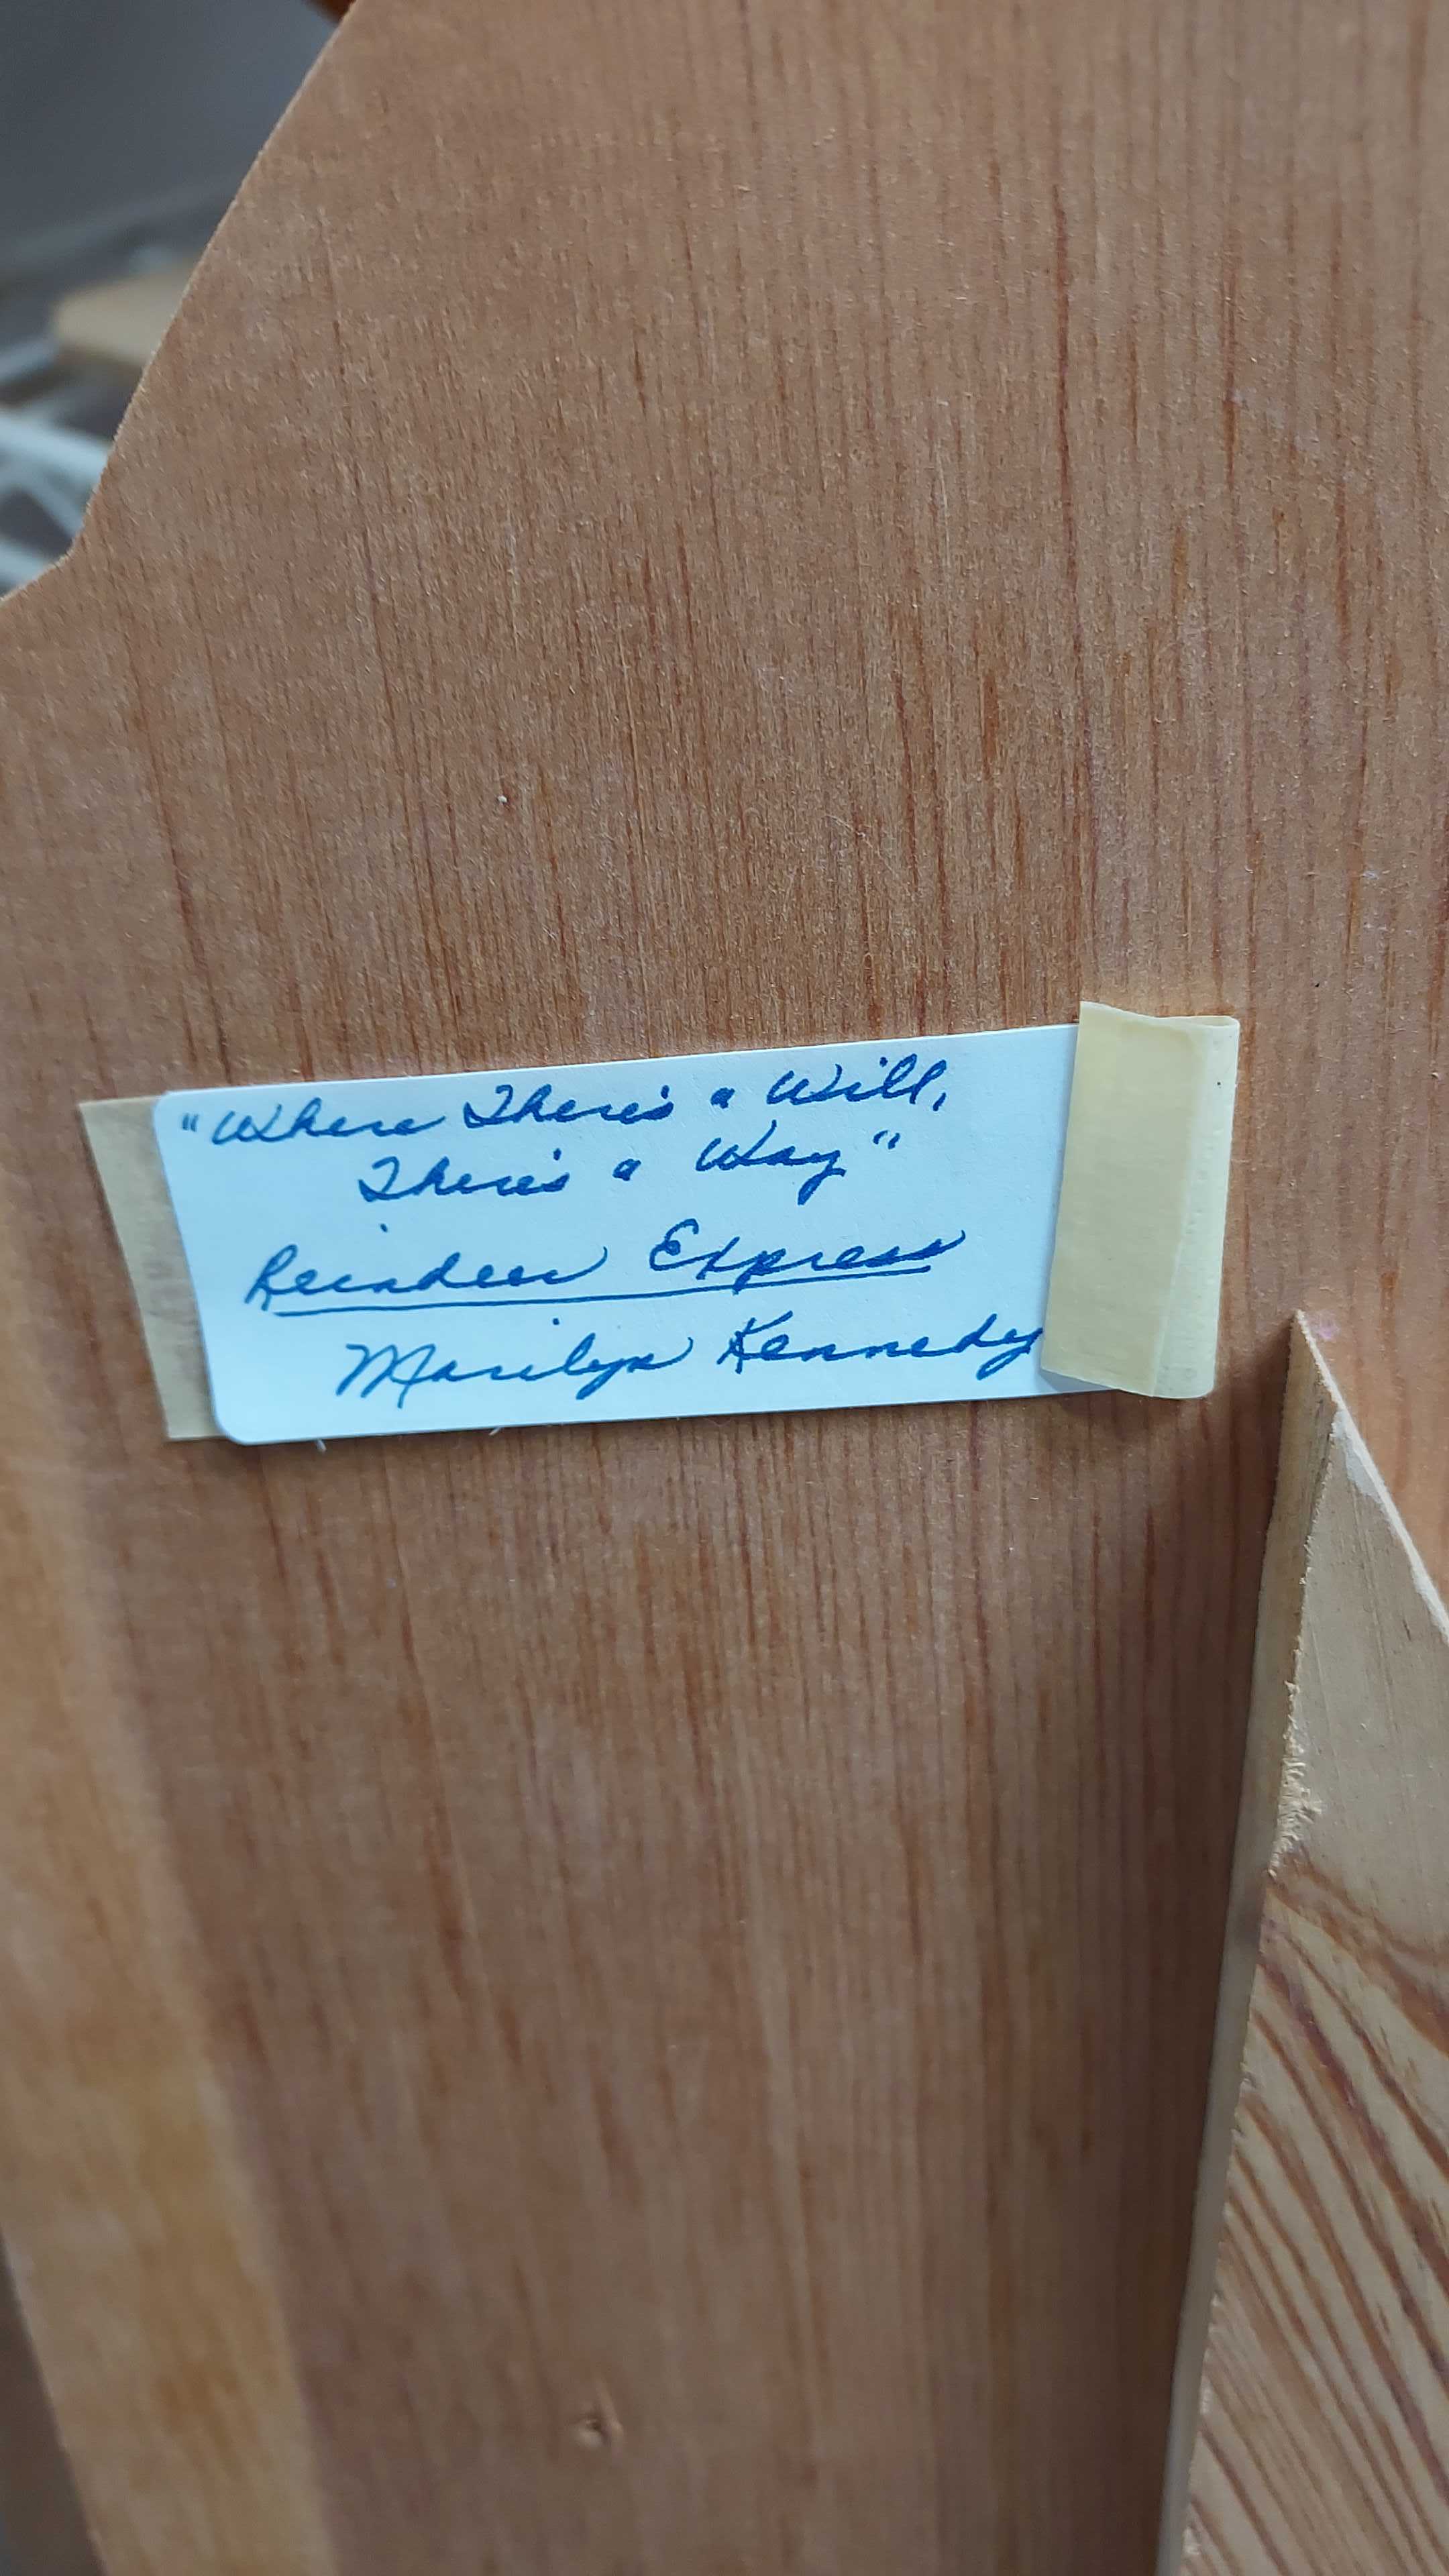 "Where There's a Will,
There's a Way"
Reindeer Express
Marilyn Kennedy